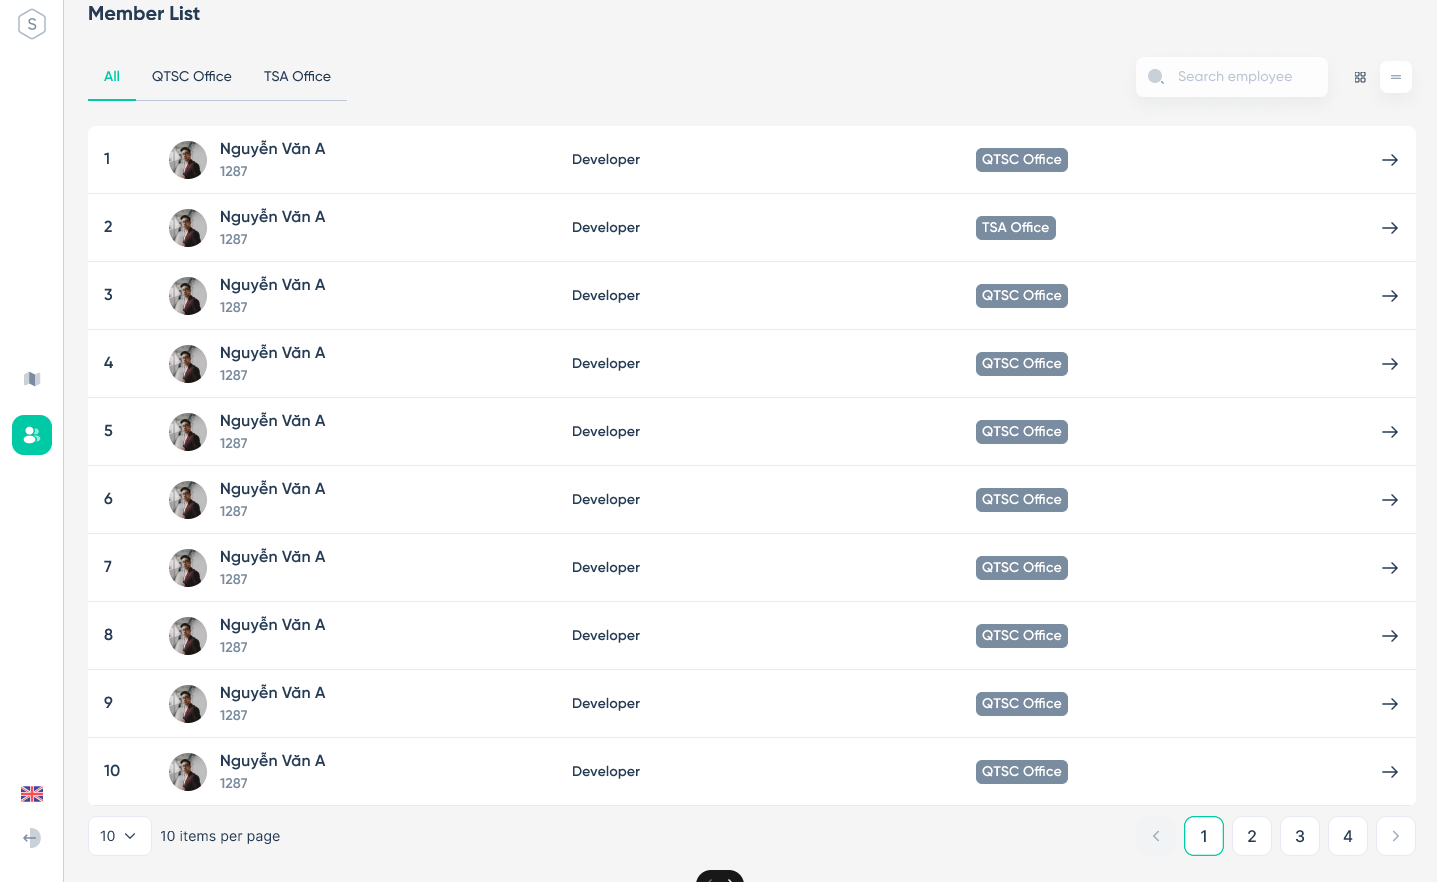 S
Member List
All QTSC Office TSA Office Search employee
1 Nguyễn Văn A Developer QTSC Office
1287
2 Nguyễn Văn A Developer TSA Office
1287
3 Nguyễn Văn A Developer QTSC Office
1287
4 Nguyễn Văn A Developer QTSC Office
1287
5 Nguyễn Văn A Developer QTSC Office
1287
6 Nguyễn Văn A Developer QTSC Office
1287
7 Nguyễn Văn A Developer QTSC Office
1287
8 Nguyễn Văn A Developer QTSC Office
1287
9 Nguyễn Văn A Developer QTSC Office
1287
10 Nguyễn Văn A Developer QTSC Office
1287
10 10 items per page 1 2 3 4